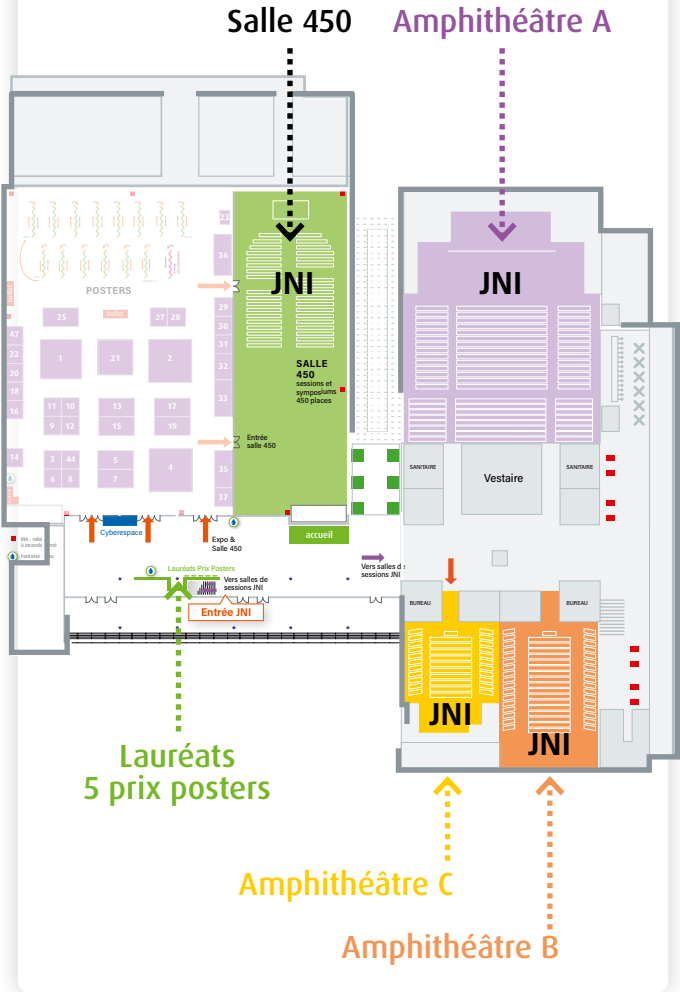 Salle 450
Amphithéâtre A
JNI
JNI
POSTERS
Buffet
23
36
29
30
31
32
33
35
37
25
27 28
47
22
20
18
16
14
1
21
2
11 10
9 12
13
15
17
19
3 44
6 8
5
7
4
SALLE
450
sessions et
symposiums
450 places
Entrée
salle 450
SANITAIRE
Vestaire
SANITAIRE
Cyberespace
Expo &
Salle 450
accueil
Lauréats Prix Posters
Vers salles de
sessions JNI
Vers salles d
sessions JNI
Entrée JNI
BUREAU
BUREAU
JNI
JNI
Lauréats
5 prix posters
Amphithéâtre C
Amphithéâtre B